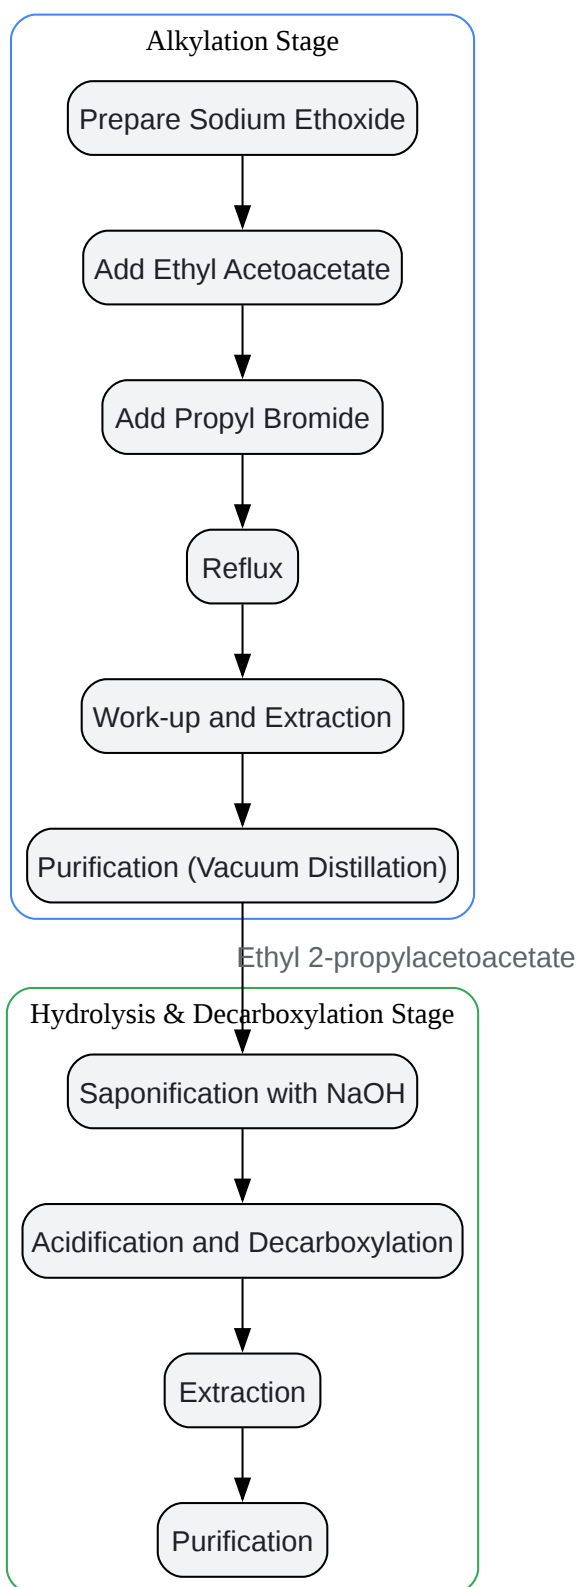 Alkylation Stage
Prepare Sodium Ethoxide
Add Ethyl Acetoacetate
Add Propyl Bromide
Reflux
Work-up and Extraction
Purification (Vacuum Distillation)
Ethyl 2-propylacetoacetate
Hydrolysis & Decarboxylation Stage
Saponification with NaOH
Acidification and Decarboxylation
Extraction
Purification